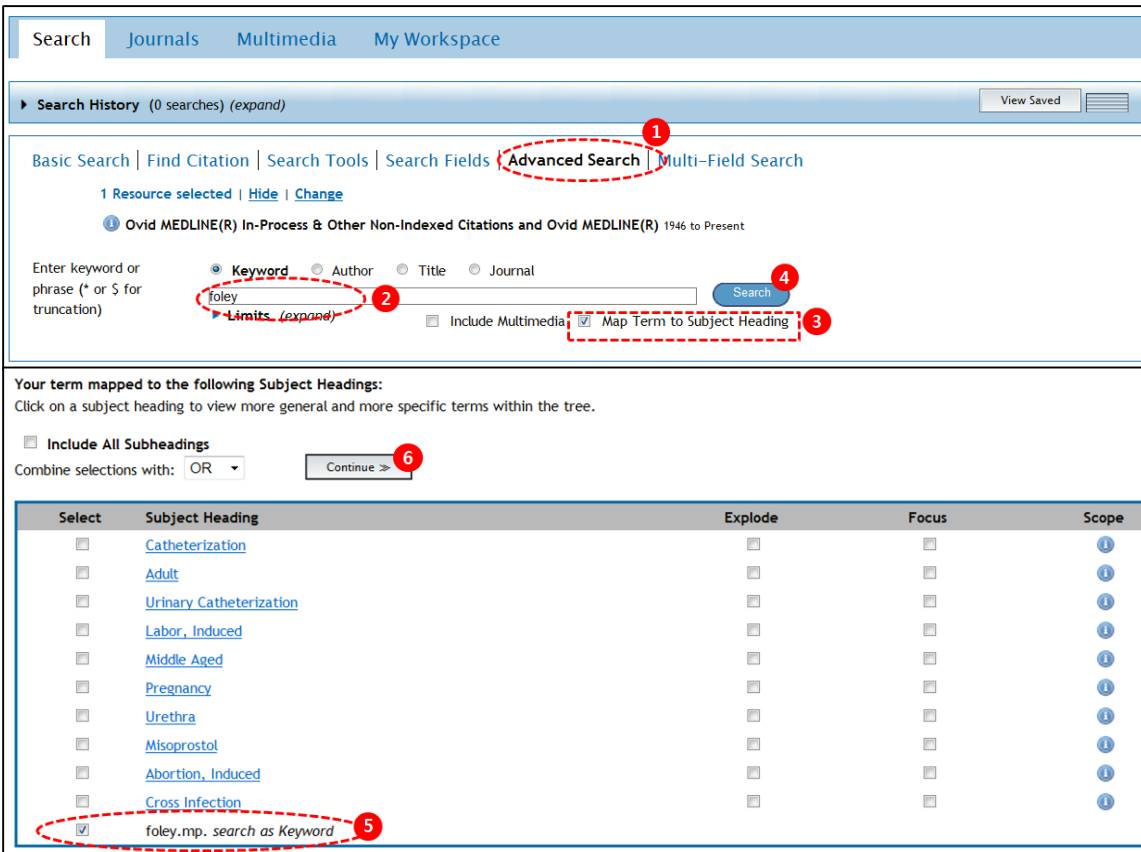 Search Journals Multimedia My Workspace
Search History (0 searches) (expand) View Saved
1
Basic Search | Find Citation | Search Tools | Search Fields | Advanced Search | Multi-Field Search
1 Resource selected | Hide | Change
Ovid MEDLINE(R) In-Process & Other Non-Indexed Citations and Ovid MEDLINE(R) 1946 to Present
Enter keyword or
phrase (* or $ for
truncation)
Keyword Author Title Journal 4
foley 2 Search
Limits (expand) Include Multimedia Map Term to Subject Heading 3
Your term mapped to the following Subject Headings:
Click on a subject heading to view more general and more specific terms within the tree.
Include All Subheadings
Combine selections with: OR Continue ≫ 6
Select Subject Heading Explode Focus Scope
Catheterization
Adult
Urinary Catheterization
Labor, Induced
Middle Aged
Pregnancy
Urethra
Misoprostol
Abortion, Induced
Cross Infection
foley.mp. search as Keyword 5